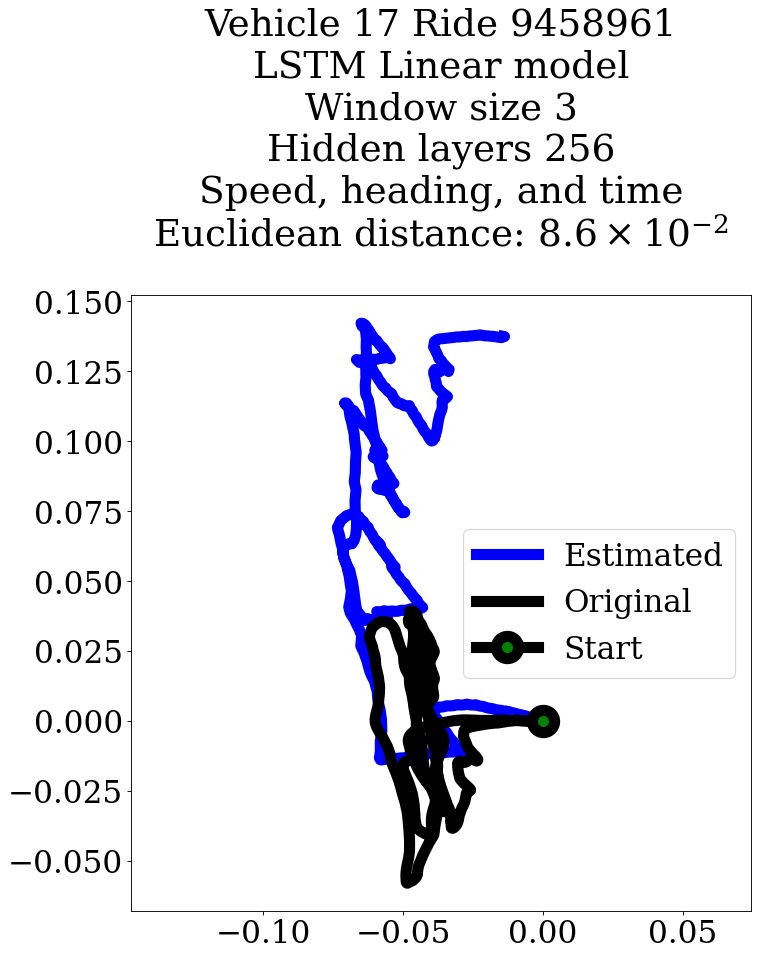 Vehicle 17 Ride 9458961
LSTM Linear model
Window size 3
Hidden layers 256
Speed, heading, and time
Euclidean distance: 8.6 × 10⁻²
0.150
0.125
0.100
0.075
0.050
0.025
0.000
−0.025
−0.050
Estimated
Original
Start
−0.10
−0.05
0.00
0.05